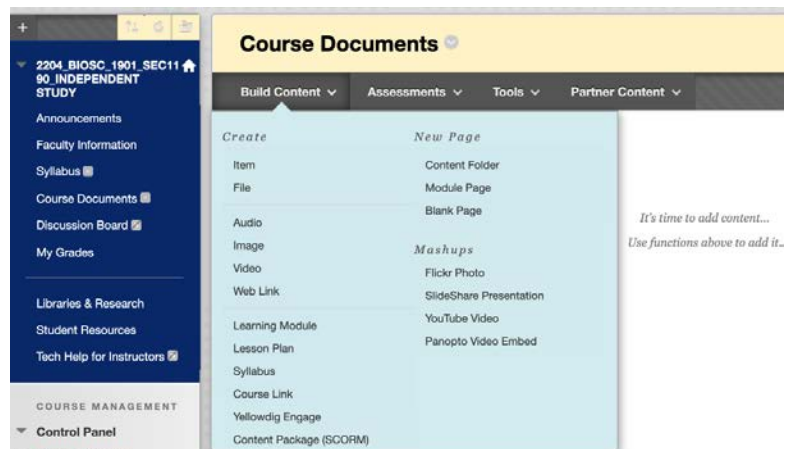 +
2204_BIOSC_1901_SEC11
90_INDEPENDENT
STUDY
Announcements
Faculty Information
Syllabus
Course Documents
Discussion Board
My Grades
Libraries & Research
Student Resources
Tech Help for Instructors
COURSE MANAGEMENT
Control Panel
Course Documents
Build Content
Assessments
Tools
Partner Content
Create
Item
File
Audio
Image
Video
Web Link
Learning Module
Lesson Plan
Syllabus
Course Link
Yellowdig Engage
Content Package (SCORM)
New Page
Content Folder
Module Page
Blank Page
Mashups
Flickr Photo
SlideShare Presentation
YouTube Video
Panopto Video Embed
It's time to add content...
Use functions above to add it..